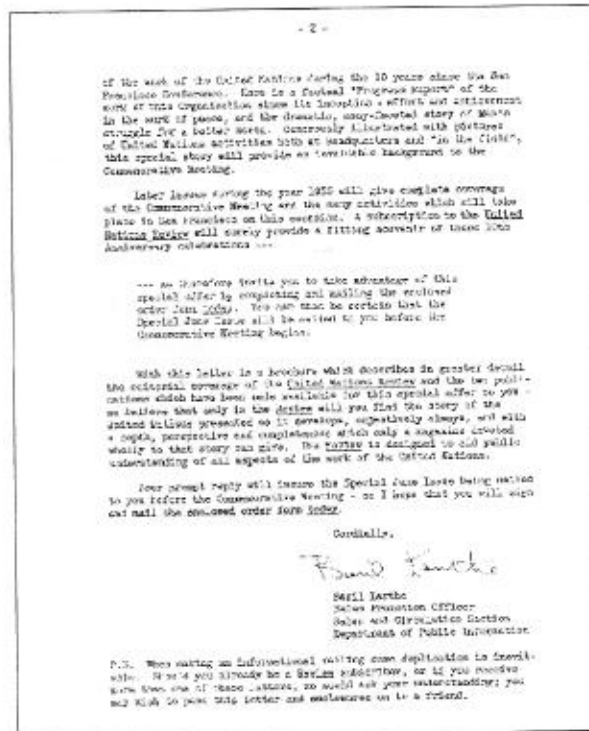 - 2 -
of the work of the United Nations during the 10 years since the San
Francisco Conference. Here is a factual "Progress Report" of the
work of this Organization since its inception - effort and achievement
in the work of peace, and the dramatic, many-faceted story of Man's
struggle for a better world. Generously illustrated with pictures
of United Nations activities both at Headquarters and "in the field",
this special story will provide an invaluable background to the
Commemorative Meeting.
Later issues during the year 1955 will give complete coverage
of the Commemorative Meeting and the many activities which will take
place in San Francisco on this occasion. A subscription to the United
Nations Review will surely provide a fitting souvenir of these 10th
Anniversary celebrations ---
--- We therefore invite you to take advantage of this
special offer by completing and mailing the enclosed
order form today. You can then be certain that the
Special June Issue will be mailed to you before the
Commemorative Meeting begins.
With this letter is a brochure which describes in greater detail
the editorial coverage of the United Nations Review and the two publi-
cations which have been made available for this special offer to you -
we believe that only in the Review will you find the story of the
United Nations presented as it develops, objectively always, and with
a depth, perspective and completeness which only a magazine devoted
wholly to that story can give. The Review is designed to aid public
understanding of all aspects of the work of the United Nations.
Your prompt reply will insure the Special June Issue being mailed
to you before the Commemorative Meeting - so I hope that you will sign
and mail the enclosed order form today.
Cordially,
Basil
Basil
Sales Promotion Officer
Sales and Circulation Section
Department of Public Information
P.S. When making an informational mailing some duplication is inevit-
able. Should you already be a Review subscriber, or if you receive
more than one of these letters, we would ask your understanding; you
may wish to pass this letter and enclosures on to a friend.